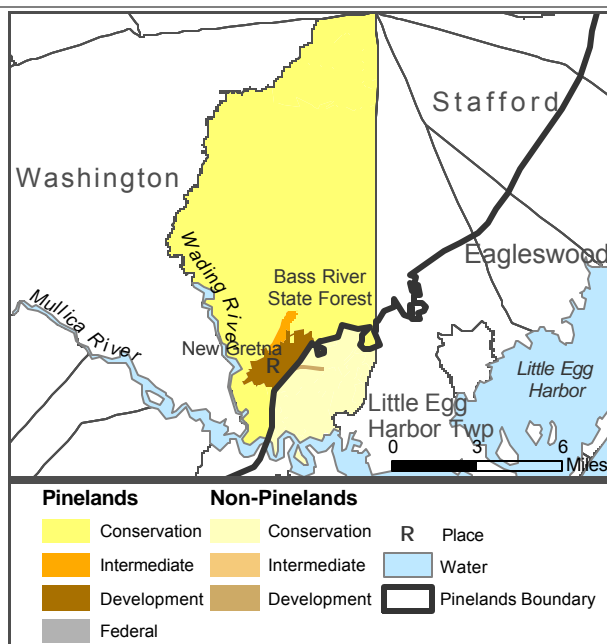 Stafford
Washington
Eagleswood
Wading River
Bass River
State Forest
Mullica River
New Gretna
R
Little Egg
Harbor
Little Egg
Harbor Twp
0 3 6
Miles
Pinelands Non-Pinelands
Conservation Conservation R Place
Intermediate Intermediate Water
Development Development Pinelands Boundary
Federal